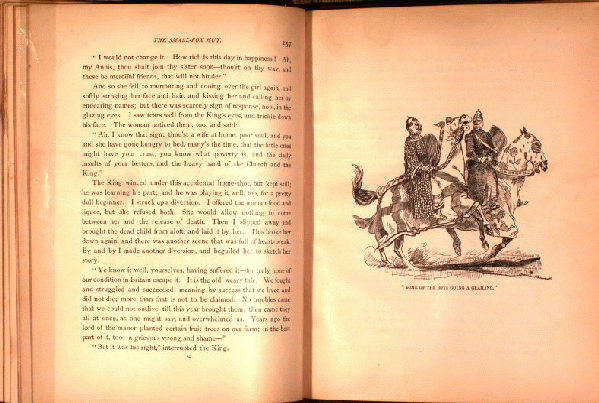 THE SMALL-POX HUT. 357
"I would not change it. How rich is this day in happiness! Ah,
my Annis, thou shalt join thy sister soon—thou'rt on thy way, and
these be merciful friends, that will not hinder."
And so she fell to murmuring and cooing over the girl again, and
softly stroking her face and hair, and kissing her and calling her by
endearing names; but there was scarcely sign of response, now, in the
glazing eyes. I saw tears well from the King's eyes, and trickle down
his face. The woman noticed them, too, and said:
"Ah, I know that sign; thou'st a wife at home, poor soul, and you
and she have gone hungry to bed, many's the time, that the little ones
might have your crust; you know what poverty is, and the daily
insults of your betters, and the heavy hand of the Church and the
King."
The King winced under this accidental home-shot, but kept still;
he was learning his part; and he was playing it well, too, for a pretty
dull beginner. I struck up a diversion. I offered the woman food and
liquor, but she refused both. She would allow nothing to come
between her and the release of death. Then I slipped away and
brought the dead child from aloft, and laid it by her. This broke her
down again, and there was another scene that was full of heart-break.
By and by I made another diversion, and beguiled her to sketch her
story.
"Ye know it well, yourselves, having suffered it—for truly none of
our condition in Britain escape it. It is the old, weary tale. We fought
and struggled and succeeded; meaning by success, that we lived and
did not die; more than that is not to be claimed. No troubles came
that we could not outlive, till this year brought them; then came they
all at once, as one might say, and overwhelmed us. Years ago the
lord of the manor planted certain fruit trees on our farm; in the best
part of it, too—a grievous wrong and shame—"
"But it was his right," interrupted the King.
"SOME OF THE BOYS GOING A GRAILING."